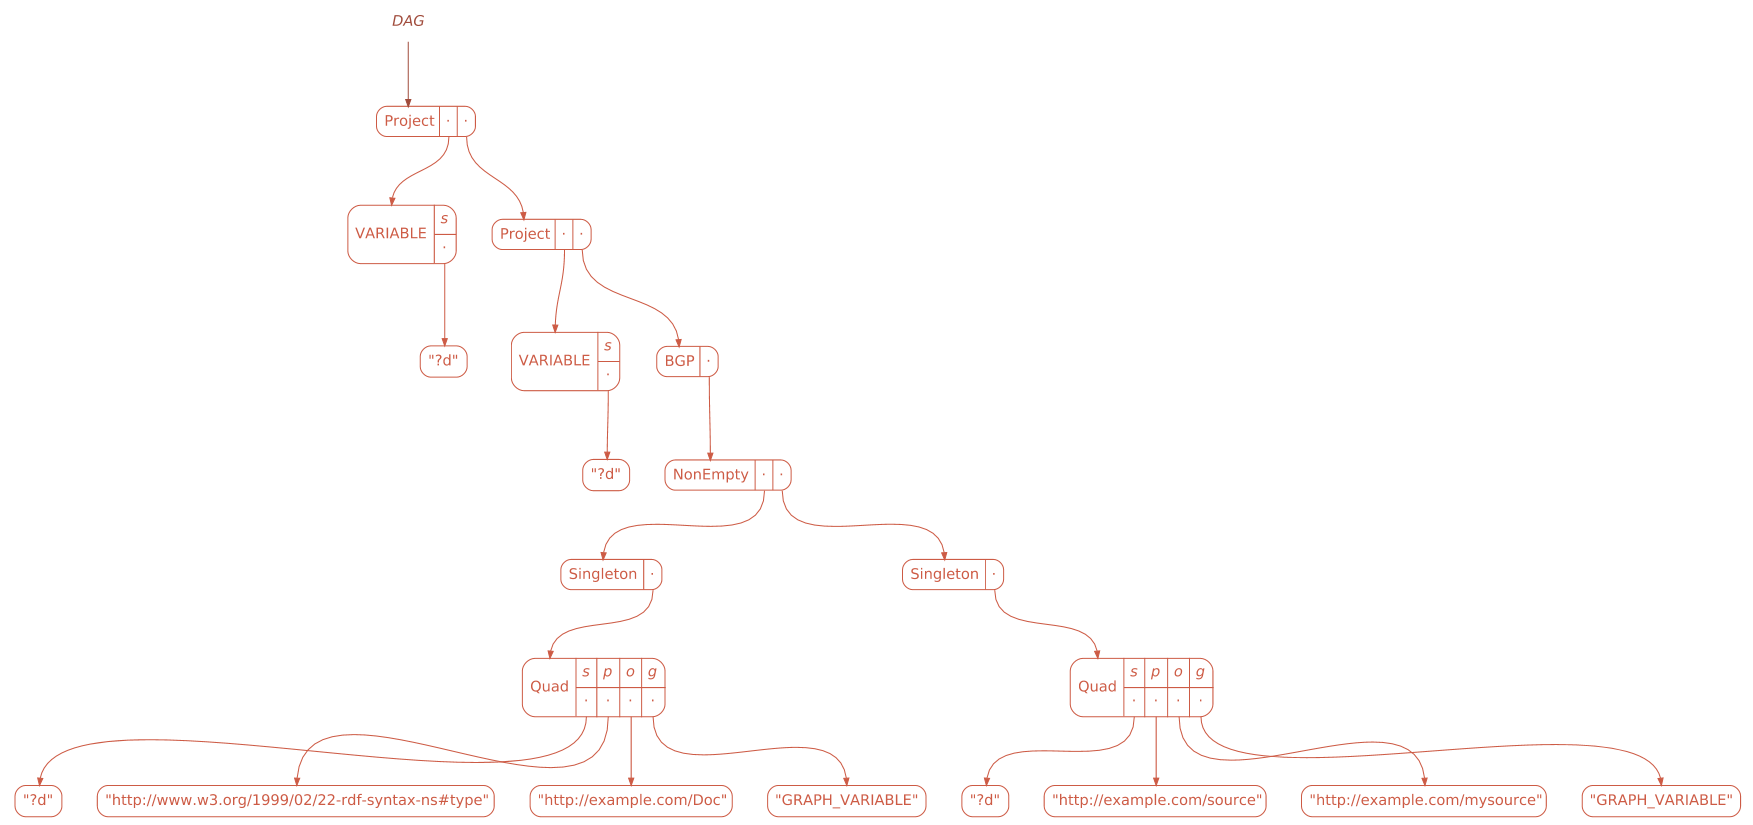 DAG
Project · ·
VARIABLE s ·
Project · ·
"?d"
VARIABLE s ·
BGP ·
"?d"
NonEmpty · ·
Singleton ·
Singleton ·
Quad s p o g · · · ·
Quad s p o g · · · ·
"?d"
"http://www.w3.org/1999/02/22-rdf-syntax-ns#type"
"http://example.com/Doc"
"GRAPH_VARIABLE"
"?d"
"http://example.com/source"
"http://example.com/mysource"
"GRAPH_VARIABLE"